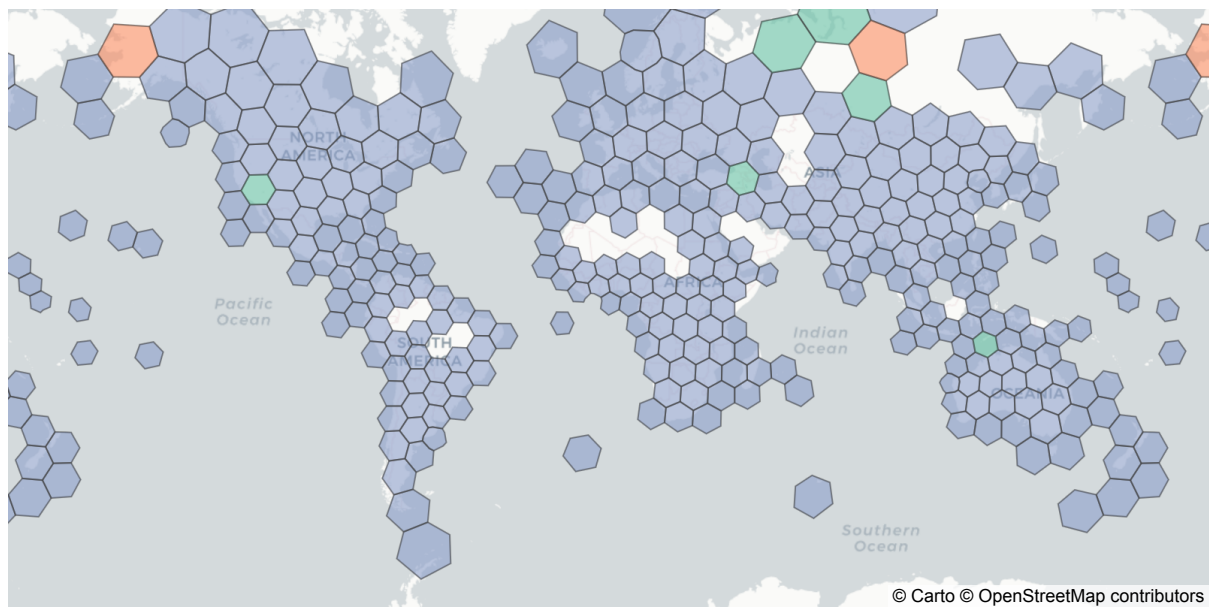 NORTH
AMERICA
ASIA
Pacific
Ocean
AFRICA
SOUTH
AMERICA
Indian
Ocean
OCEANIA
Southern
Ocean
© Carto © OpenStreetMap contributors